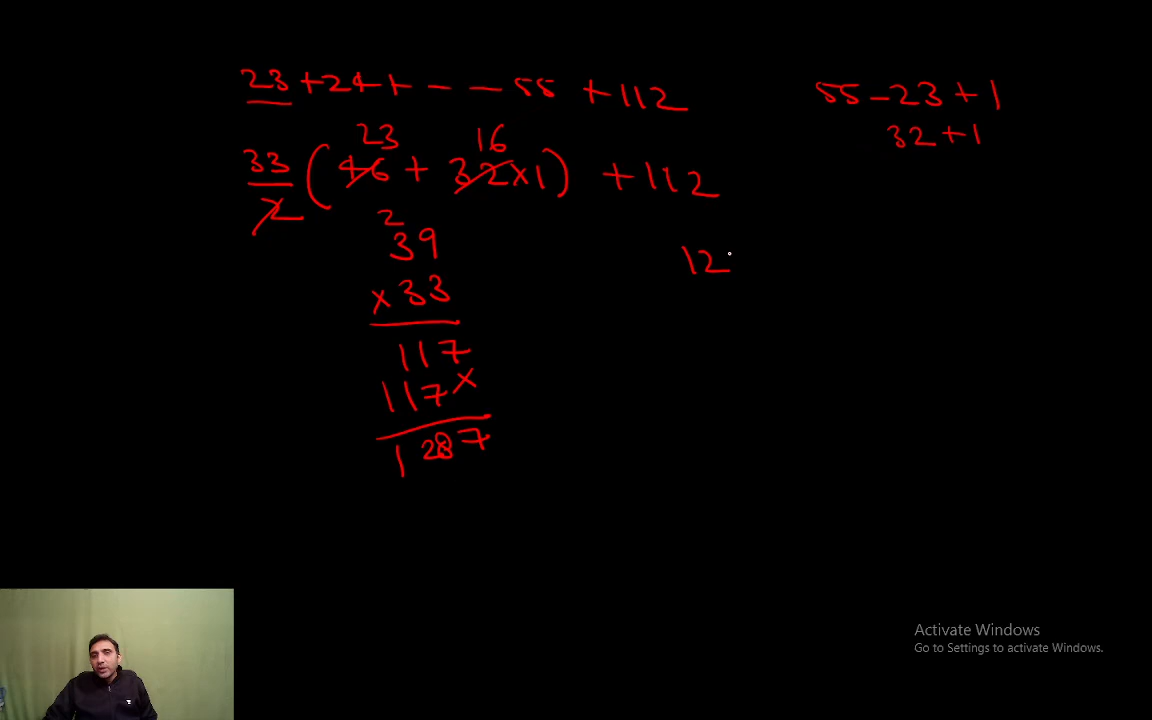 23 + 24 + - - 55 + 112
55 - 23 + 1
32 + 1
23 16
33/2 (46 + 32 × 1) + 112
2
39
× 33
117
117×
1287
12
Activate Windows
Go to Settings to activate Windows.